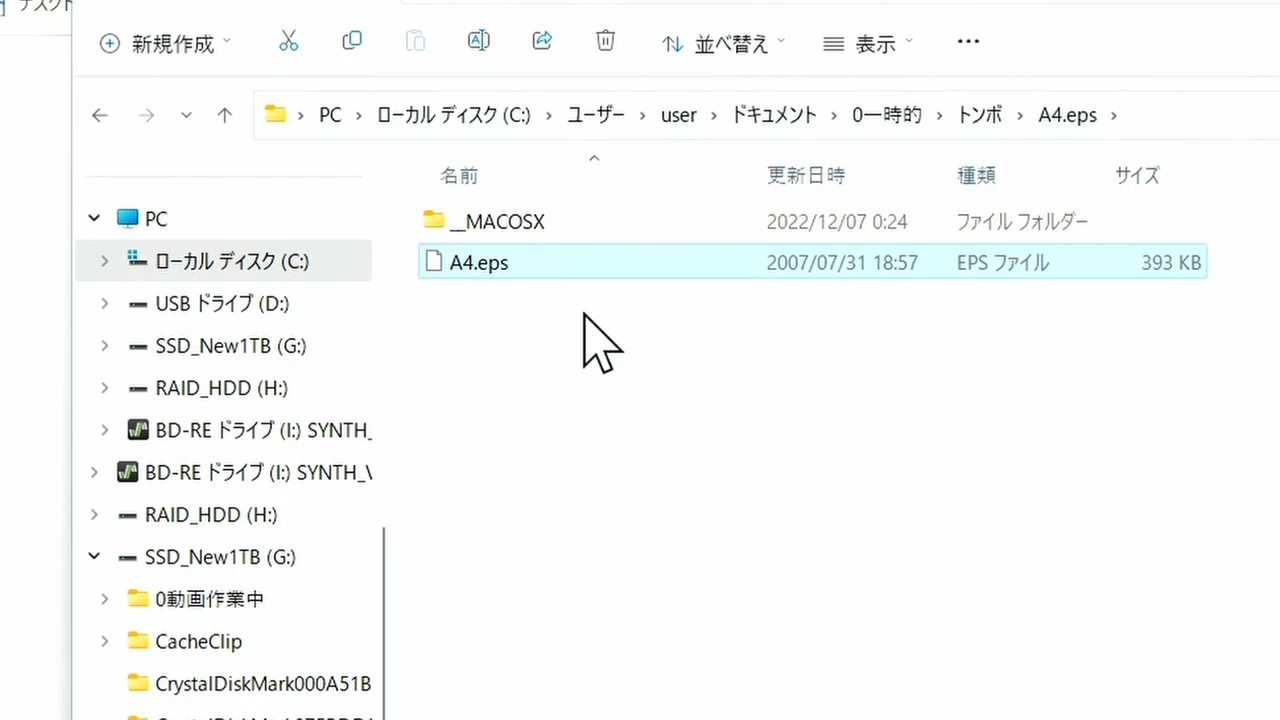 新規作成 並べ替え 表示 ...
PC › ローカル ディスク (C:) › ユーザー › user › ドキュメント › 0一時的 › トンボ › A4.eps ›
名前 更新日時 種類 サイズ
__MACOSX 2022/12/07 0:24 ファイル フォルダー
A4.eps 2007/07/31 18:57 EPS ファイル 393 KB
PC
ローカル ディスク (C:)
USB ドライブ (D:)
SSD_New1TB (G:)
RAID_HDD (H:)
BD-RE ドライブ (I:) SYNTH_
BD-RE ドライブ (I:) SYNTH_V
RAID_HDD (H:)
SSD_New1TB (G:)
0動画作業中
CacheClip
CrystalDiskMark000A51B